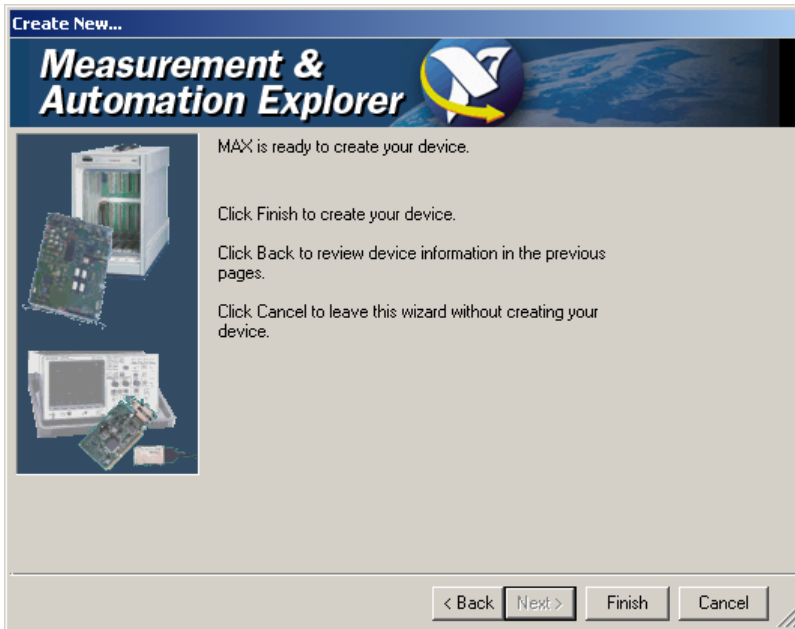 Create New...
Measurement &
Automation Explorer
MAX is ready to create your device.
Click Finish to create your device.
Click Back to review device information in the previous
pages.
Click Cancel to leave this wizard without creating your
device.
< Back Next > Finish Cancel